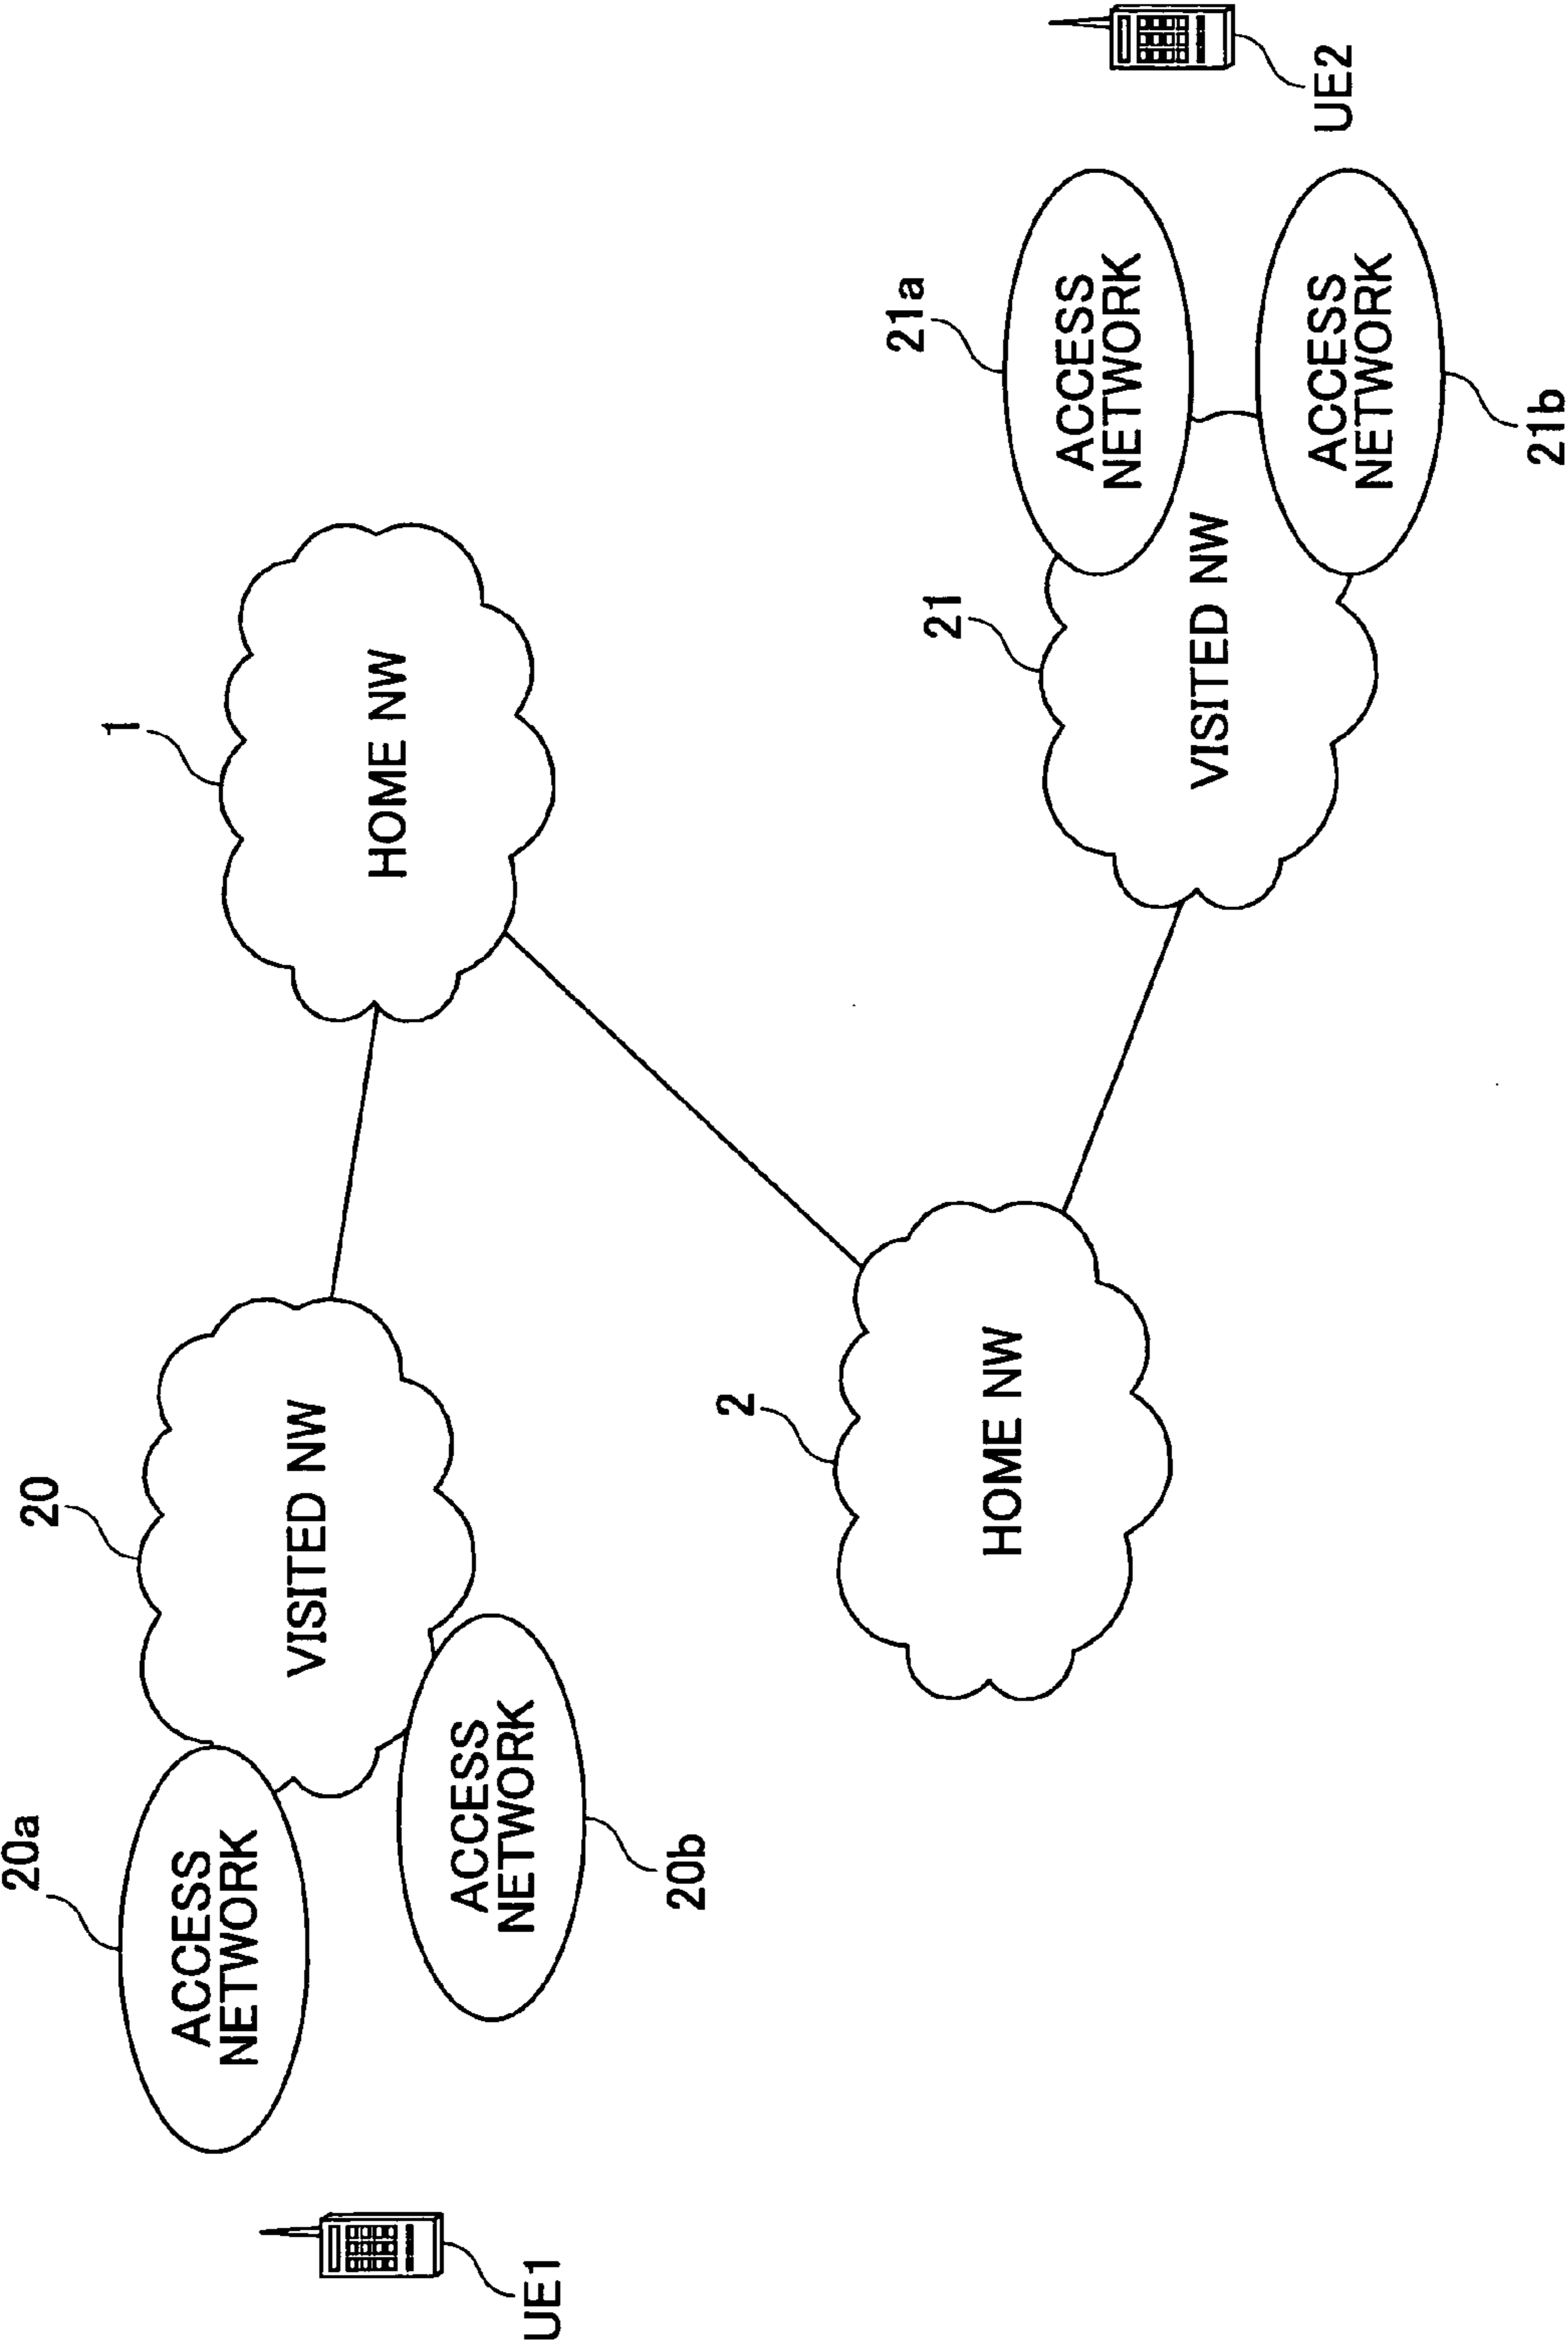 20a
ACCESS
NETWORK
20
VISITED NW
1
HOME NW
UE1
ACCESS
NETWORK
20b
2
HOME NW
21
VISITED NW
21a
ACCESS
NETWORK
ACCESS
NETWORK
21b
UE2